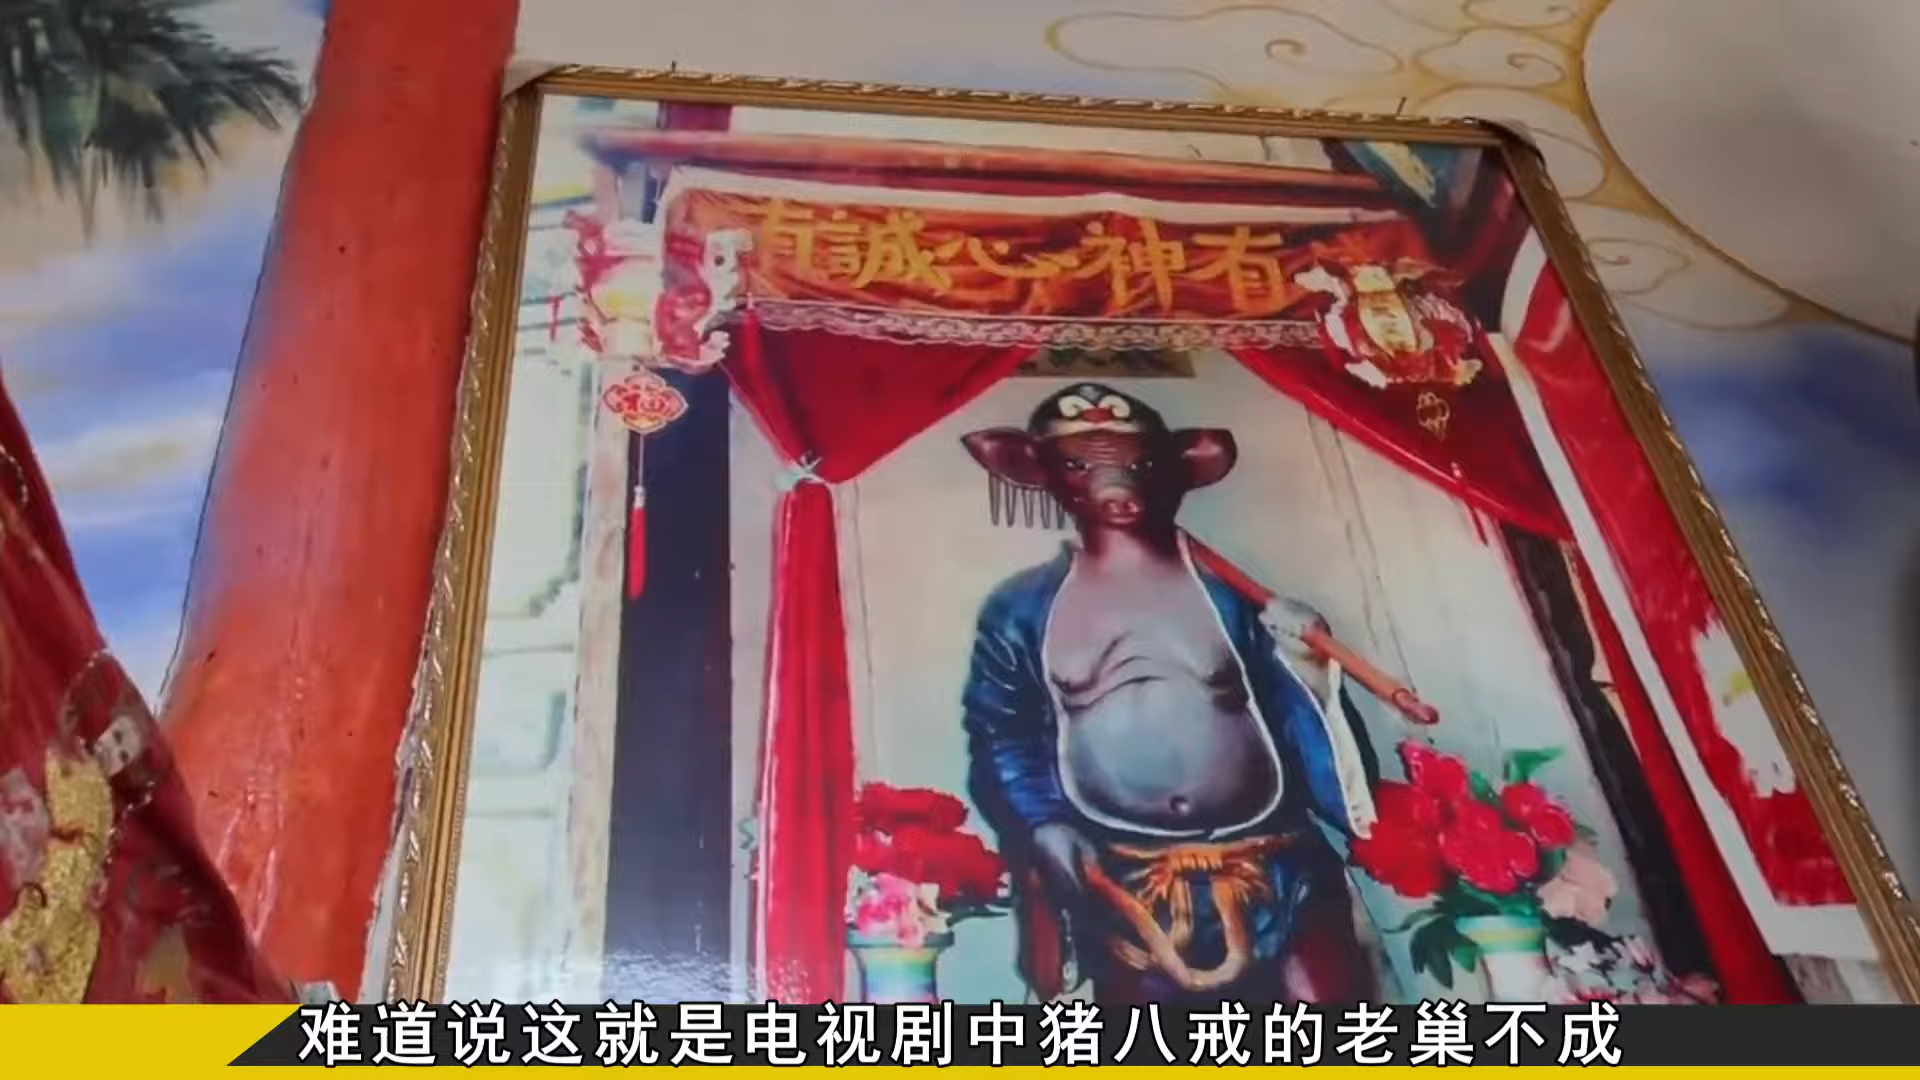 有誠心神有
福
难道说这就是电视剧中猪八戒的老巢不成